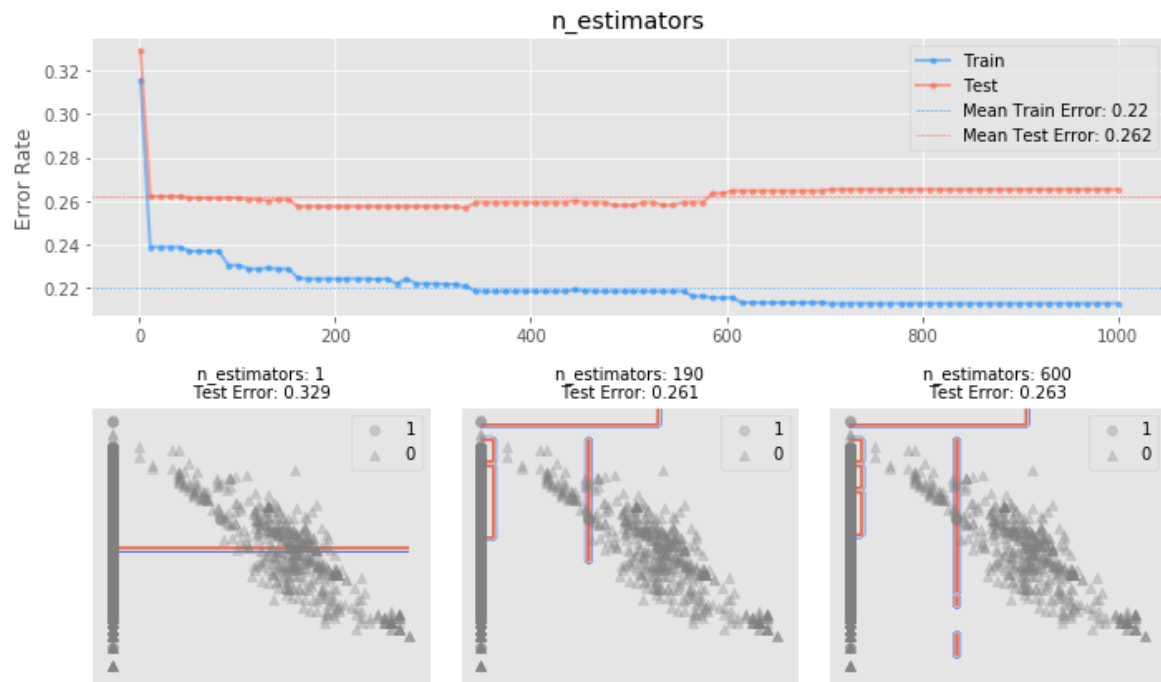 n_estimators
Error Rate
0.32
0.30
0.28
0.26
0.24
0.22
0
200
400
600
800
1000
Train
Test
Mean Train Error: 0.22
Mean Test Error: 0.262
n_estimators: 1
Test Error: 0.329
1
0
n_estimators: 190
Test Error: 0.261
1
0
n_estimators: 600
Test Error: 0.263
1
0